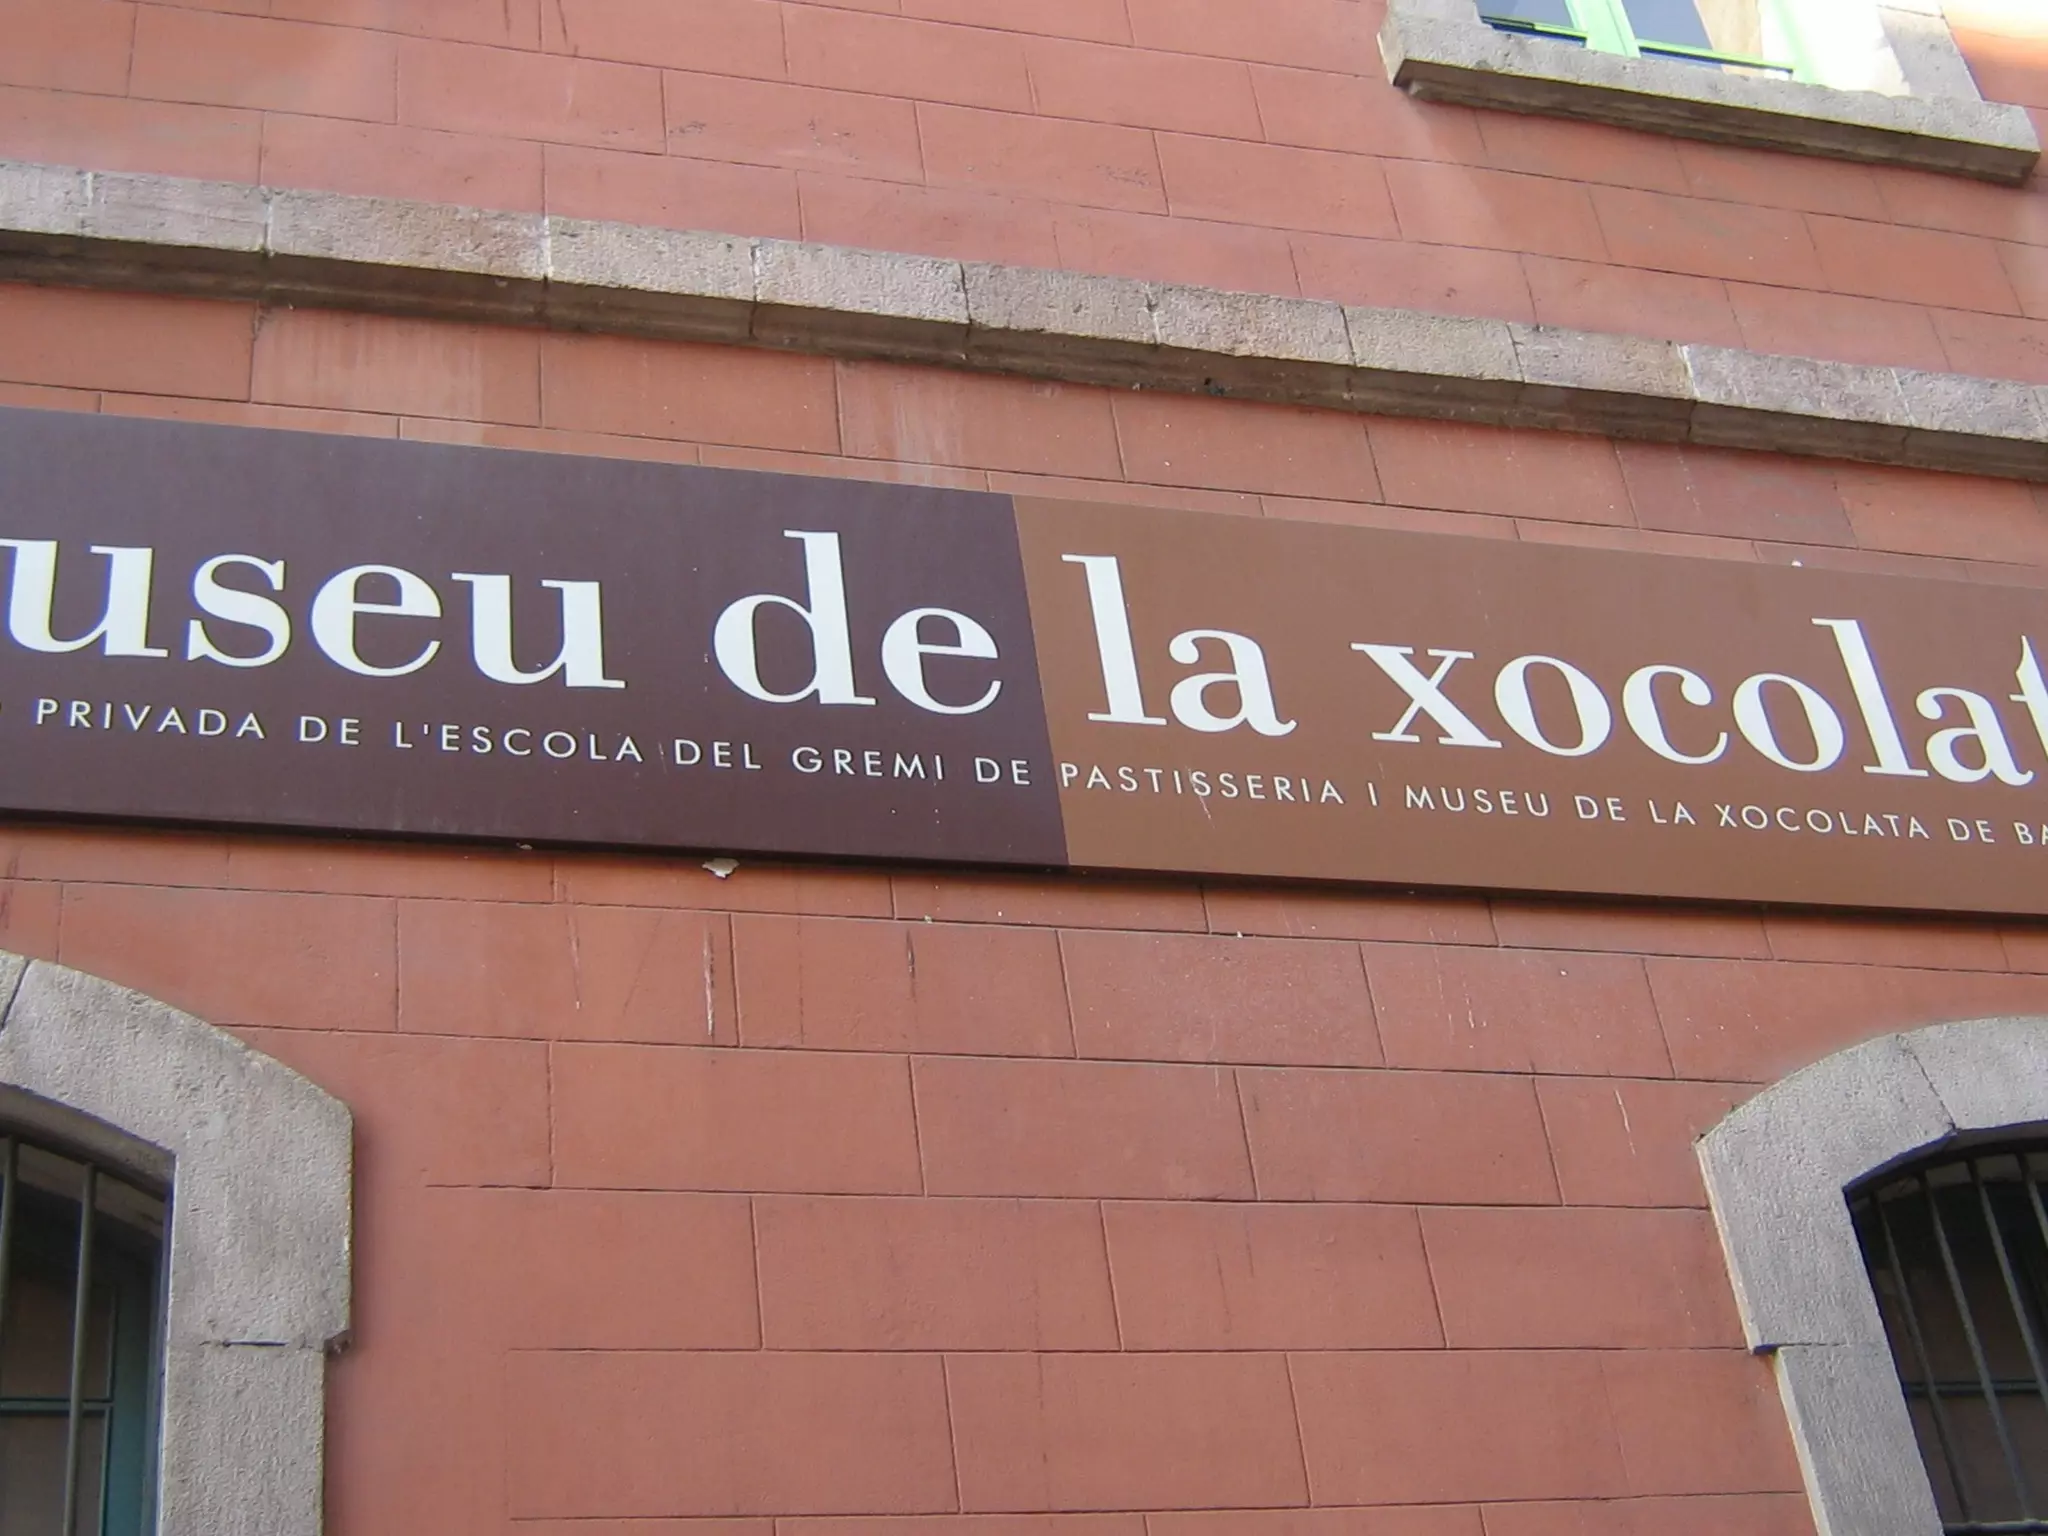 useu de la xocolat
PRIVADA DE L'ESCOLA DEL GREMI DE PASTISSERIA I MUSEU DE LA XOCOLATA DE BA